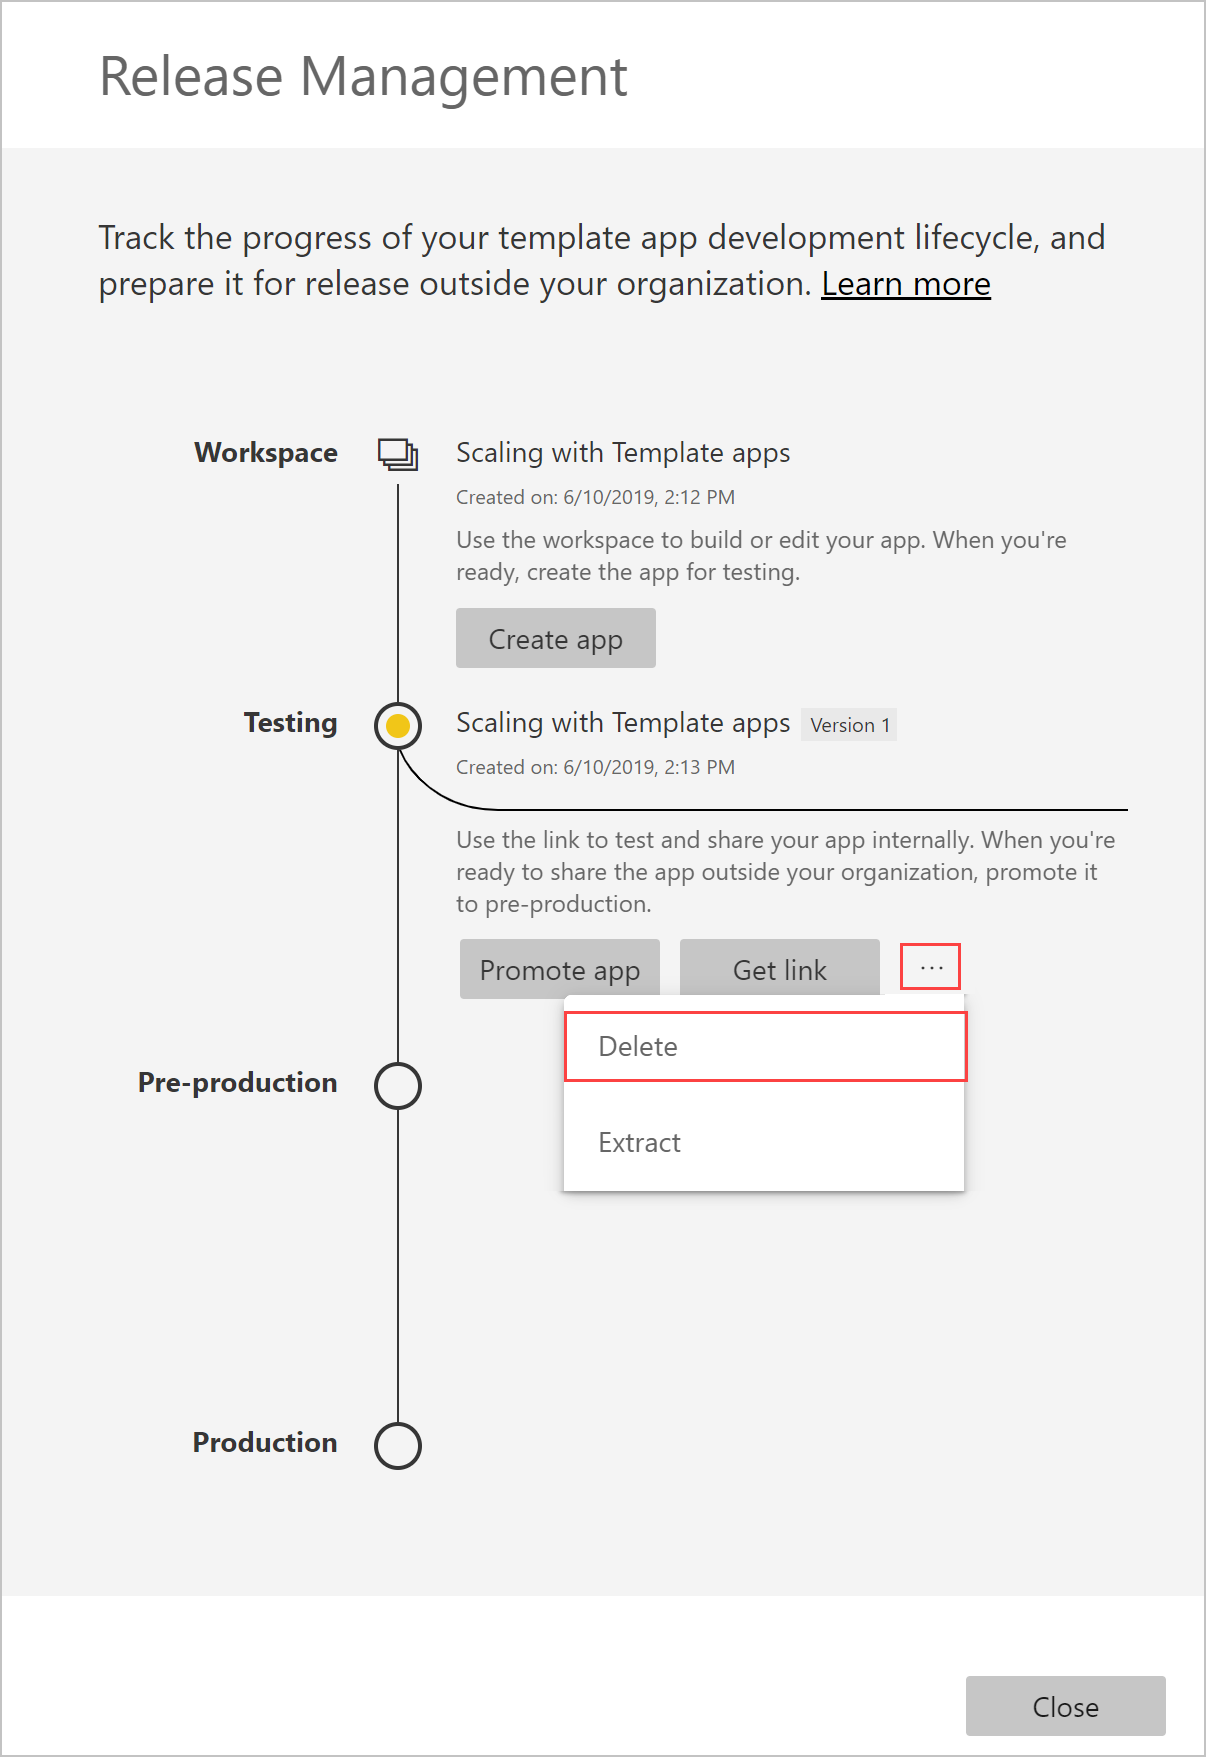 Release Management
Track the progress of your template app development lifecycle, and
prepare it for release outside your organization. Learn more
Workspace
Scaling with Template apps
Created on: 6/10/2019, 2:12 PM
Use the workspace to build or edit your app. When you're
ready, create the app for testing.
Create app
Testing
Scaling with Template apps Version 1
Created on: 6/10/2019, 2:13 PM
Use the link to test and share your app internally. When you're
ready to share the app outside your organization, promote it
to pre-production.
Promote app Get link ...
Delete
Pre-production
Extract
Production
Close